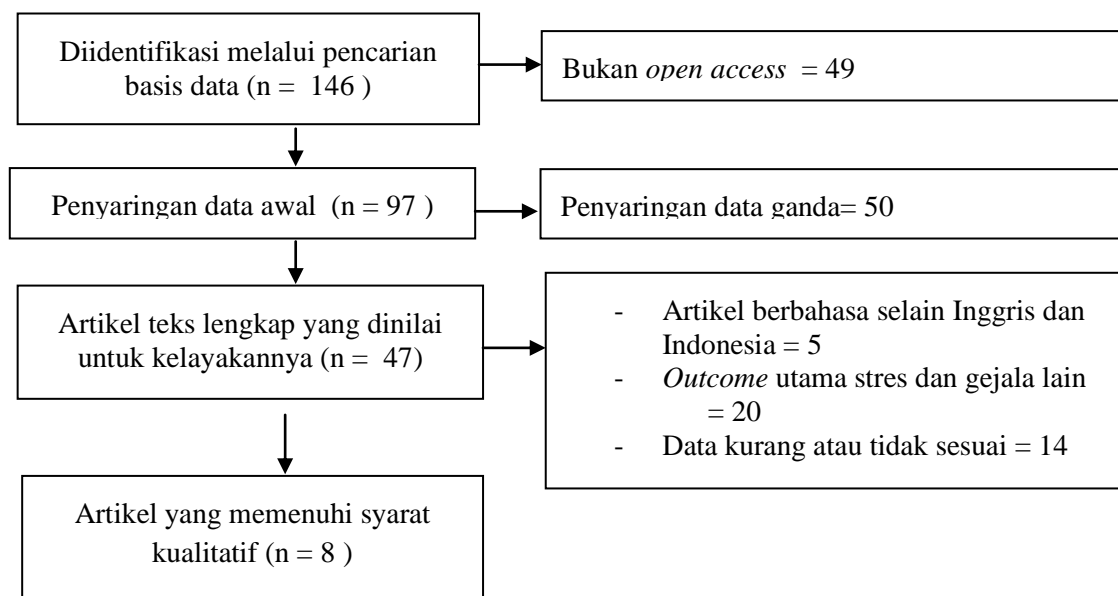 Diidentifikasi melalui pencarian
basis data (n = 146 )
Bukan open access = 49
Penyaringan data awal (n = 97 )
Penyaringan data ganda= 50
Artikel teks lengkap yang dinilai
untuk kelayakannya (n = 47)
- Artikel berbahasa selain Inggris dan
Indonesia = 5
- Outcome utama stres dan gejala lain
= 20
- Data kurang atau tidak sesuai = 14
Artikel yang memenuhi syarat
kualitatif (n = 8 )